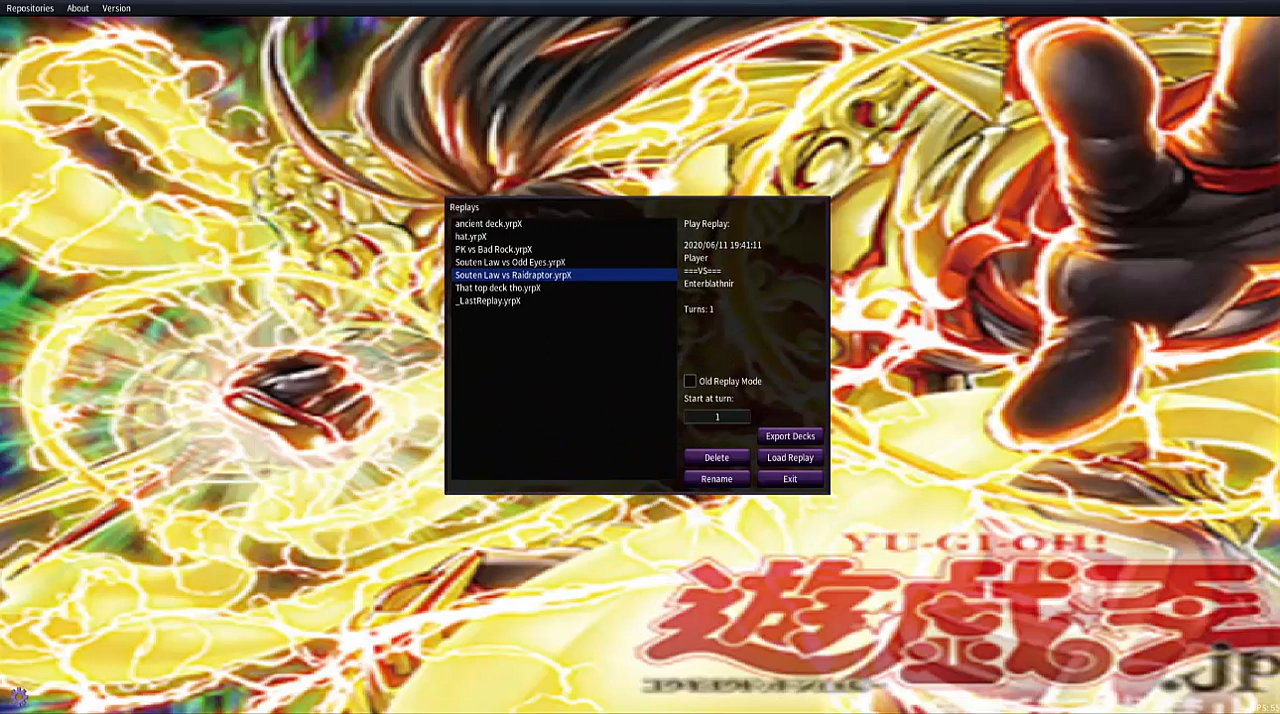 Repositories About Version
Replays
ancient deck.yrpX
hat.yrpX
PK vs Bad Rock.yrpX
Souten Law vs Odd Eyes.yrpX
Souten Law vs Raidraptor.yrpX
That top deck tho.yrpX
_LastReplay.yrpX
Play Replay:
2020/06/11 19:41:11
Player
===VS===
Enterblathnir
Turns: 1
Old Replay Mode
Start at turn:
1
Export Decks
Delete Load Replay
Rename Exit
YU-GI-OH!
遊戯王
.jp